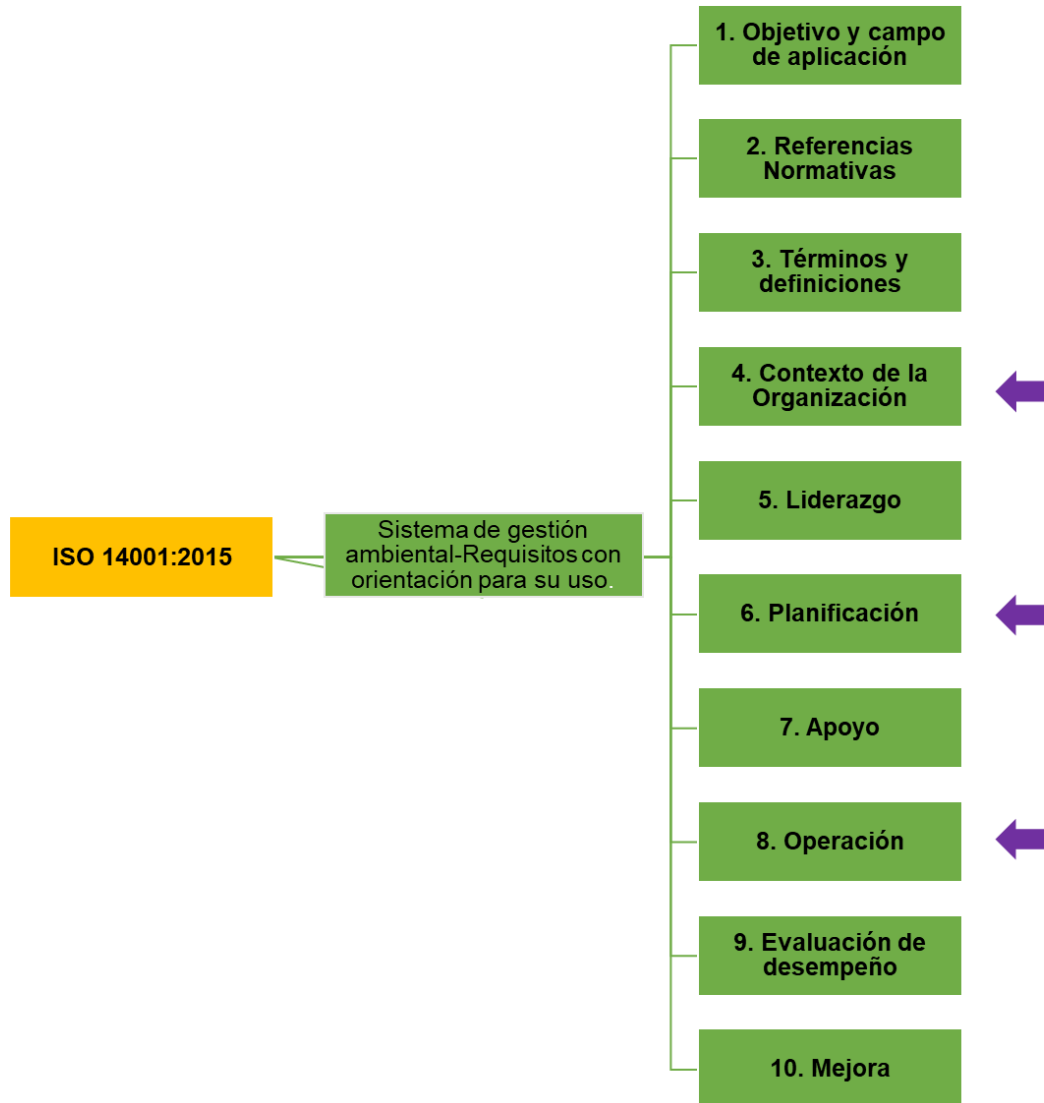 1. Objetivo y campo
de aplicación
2. Referencias
Normativas
3. Términos y
definiciones
4. Contexto de la
Organización
5. Liderazgo
ISO 14001:2015
Sistema de gestión
ambiental-Requisitos con
orientación para su uso.
6. Planificación
7. Apoyo
8. Operación
9. Evaluación de
desempeño
10. Mejora